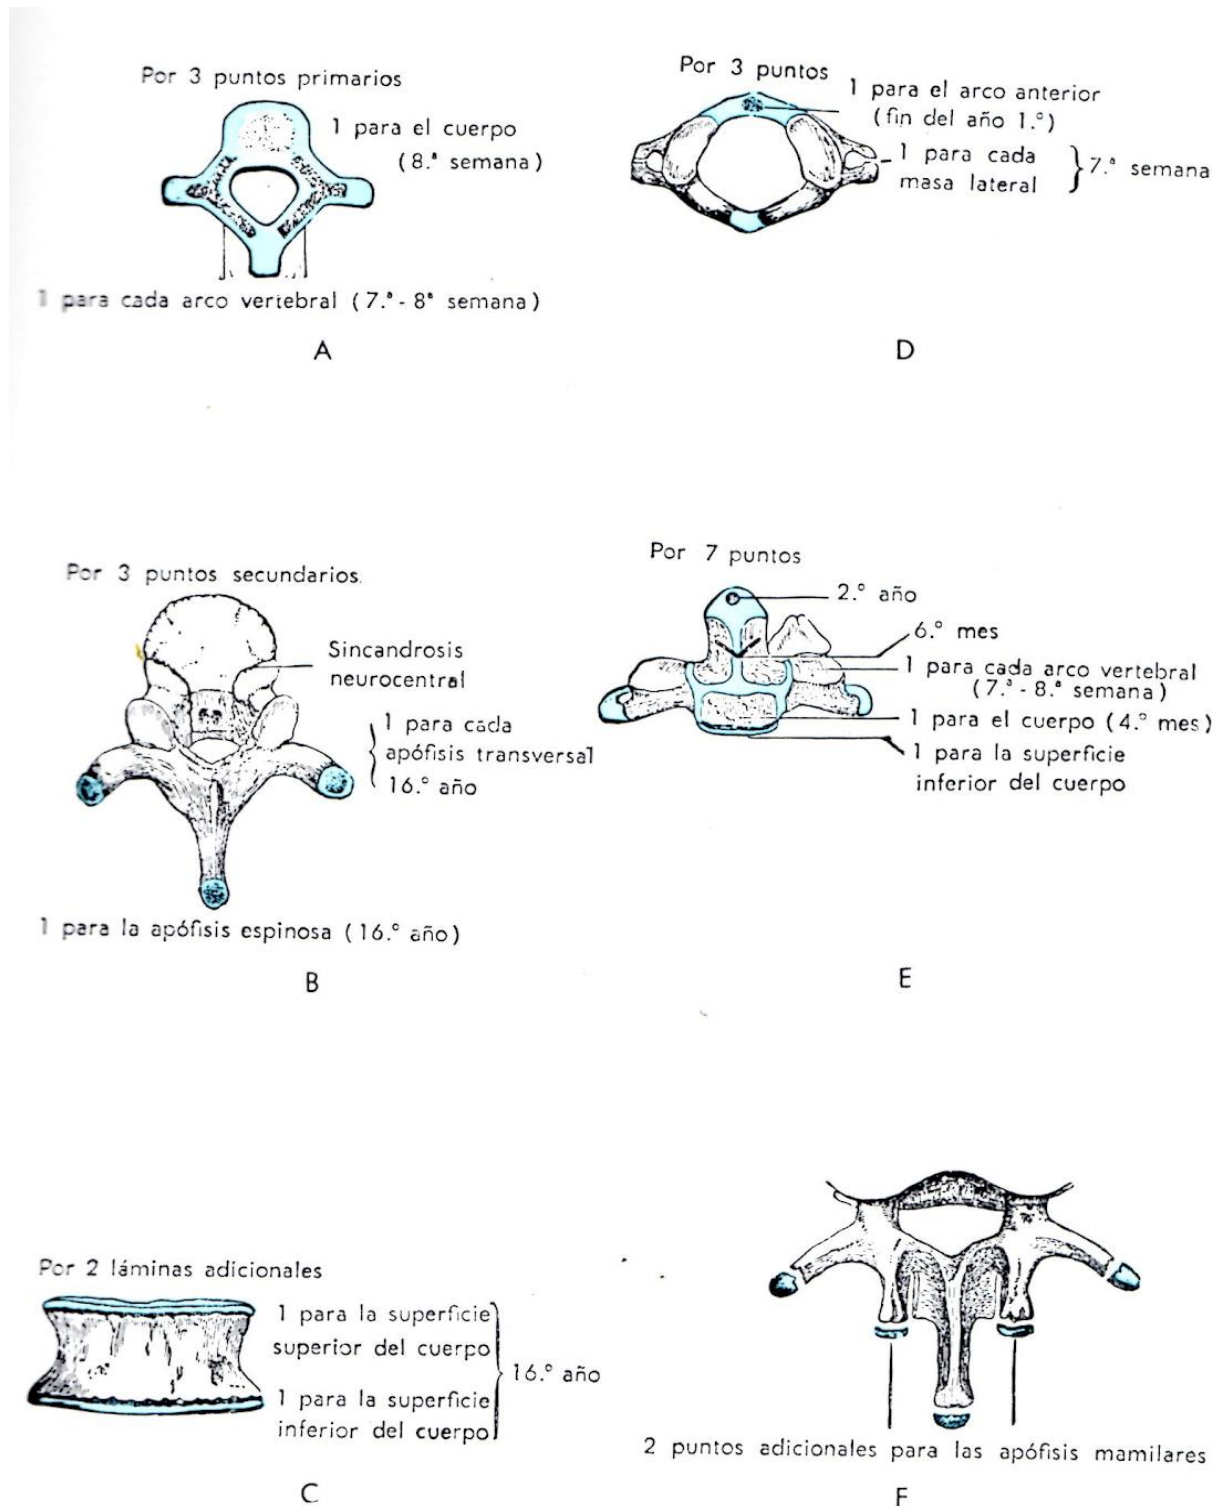 Por 3 puntos primarios
1 para el cuerpo
(8.ª semana)
1 para cada arco vertebral (7.ª - 8ª semana)
A
Por 3 puntos
1 para el arco anterior
(fin del año 1.º)
1 para cada
masa lateral
7.ª semana
D
Por 3 puntos secundarios.
Sincandrosis
neurocentral
1 para cada
apófisis transversal
16.º año
1 para la apófisis espinosa (16.º año)
B
Por 7 puntos
2.º año
6.º mes
1 para cada arco vertebral
(7.ª - 8.ª semana)
1 para el cuerpo (4.º mes)
1 para la superficie
inferior del cuerpo
E
Por 2 láminas adicionales
1 para la superficie
superior del cuerpo
1 para la superficie
inferior del cuerpo
16.º año
C
2 puntos adicionales para las apófisis mamilares
F